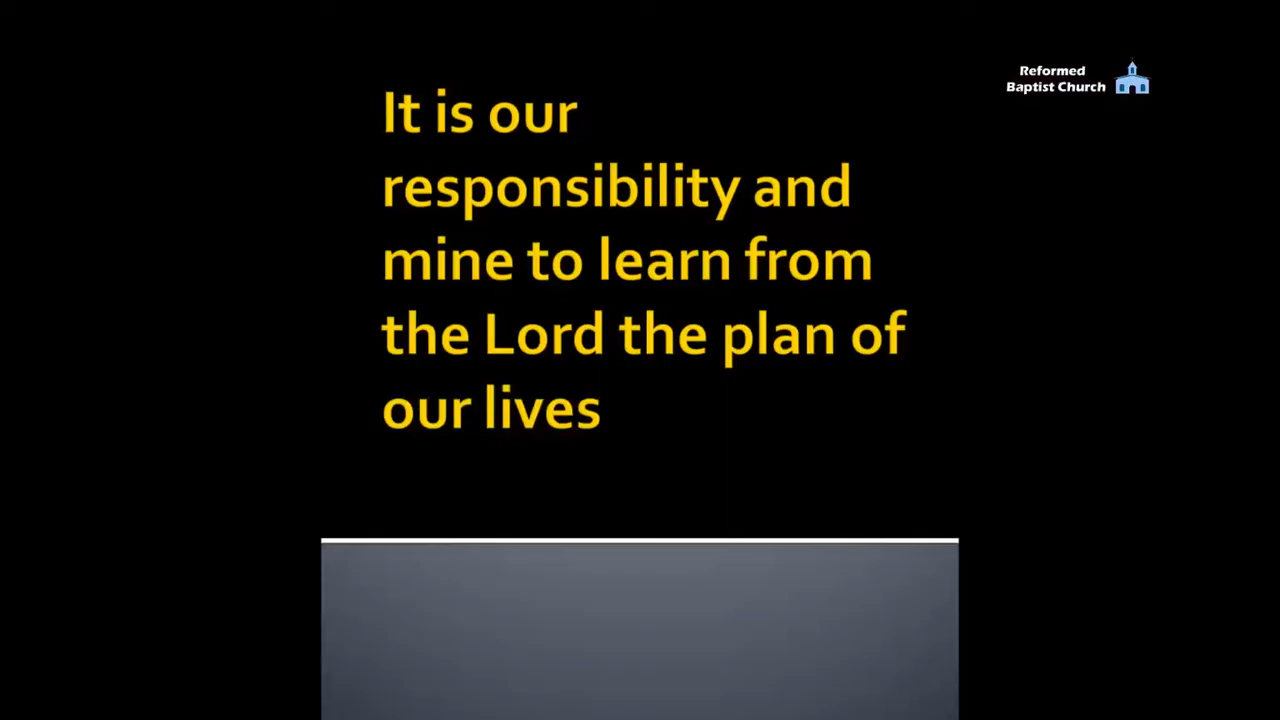 Reformed
Baptist Church
It is our
responsibility and
mine to learn from
the Lord the plan of
our lives